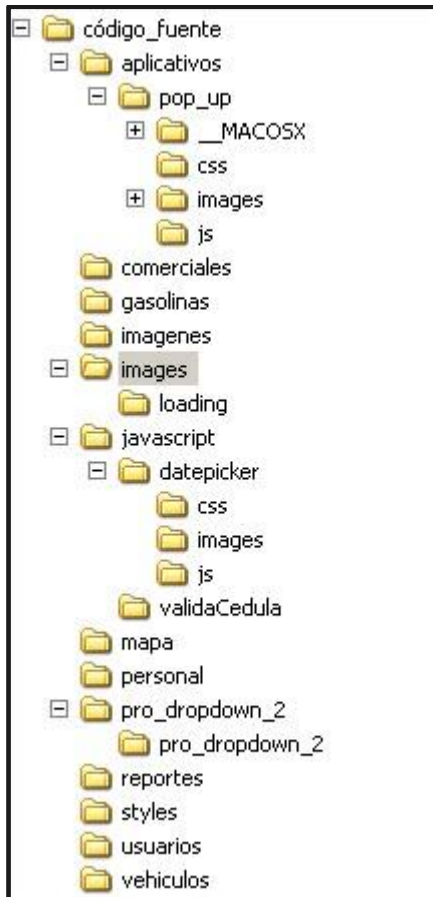 código_fuente
aplicativos
pop_up
__MACOSX
css
images
js
comerciales
gasolinas
imagenes
images
loading
javascript
datepicker
css
images
js
validaCedula
mapa
personal
pro_dropdown_2
pro_dropdown_2
reportes
styles
usuarios
vehiculos